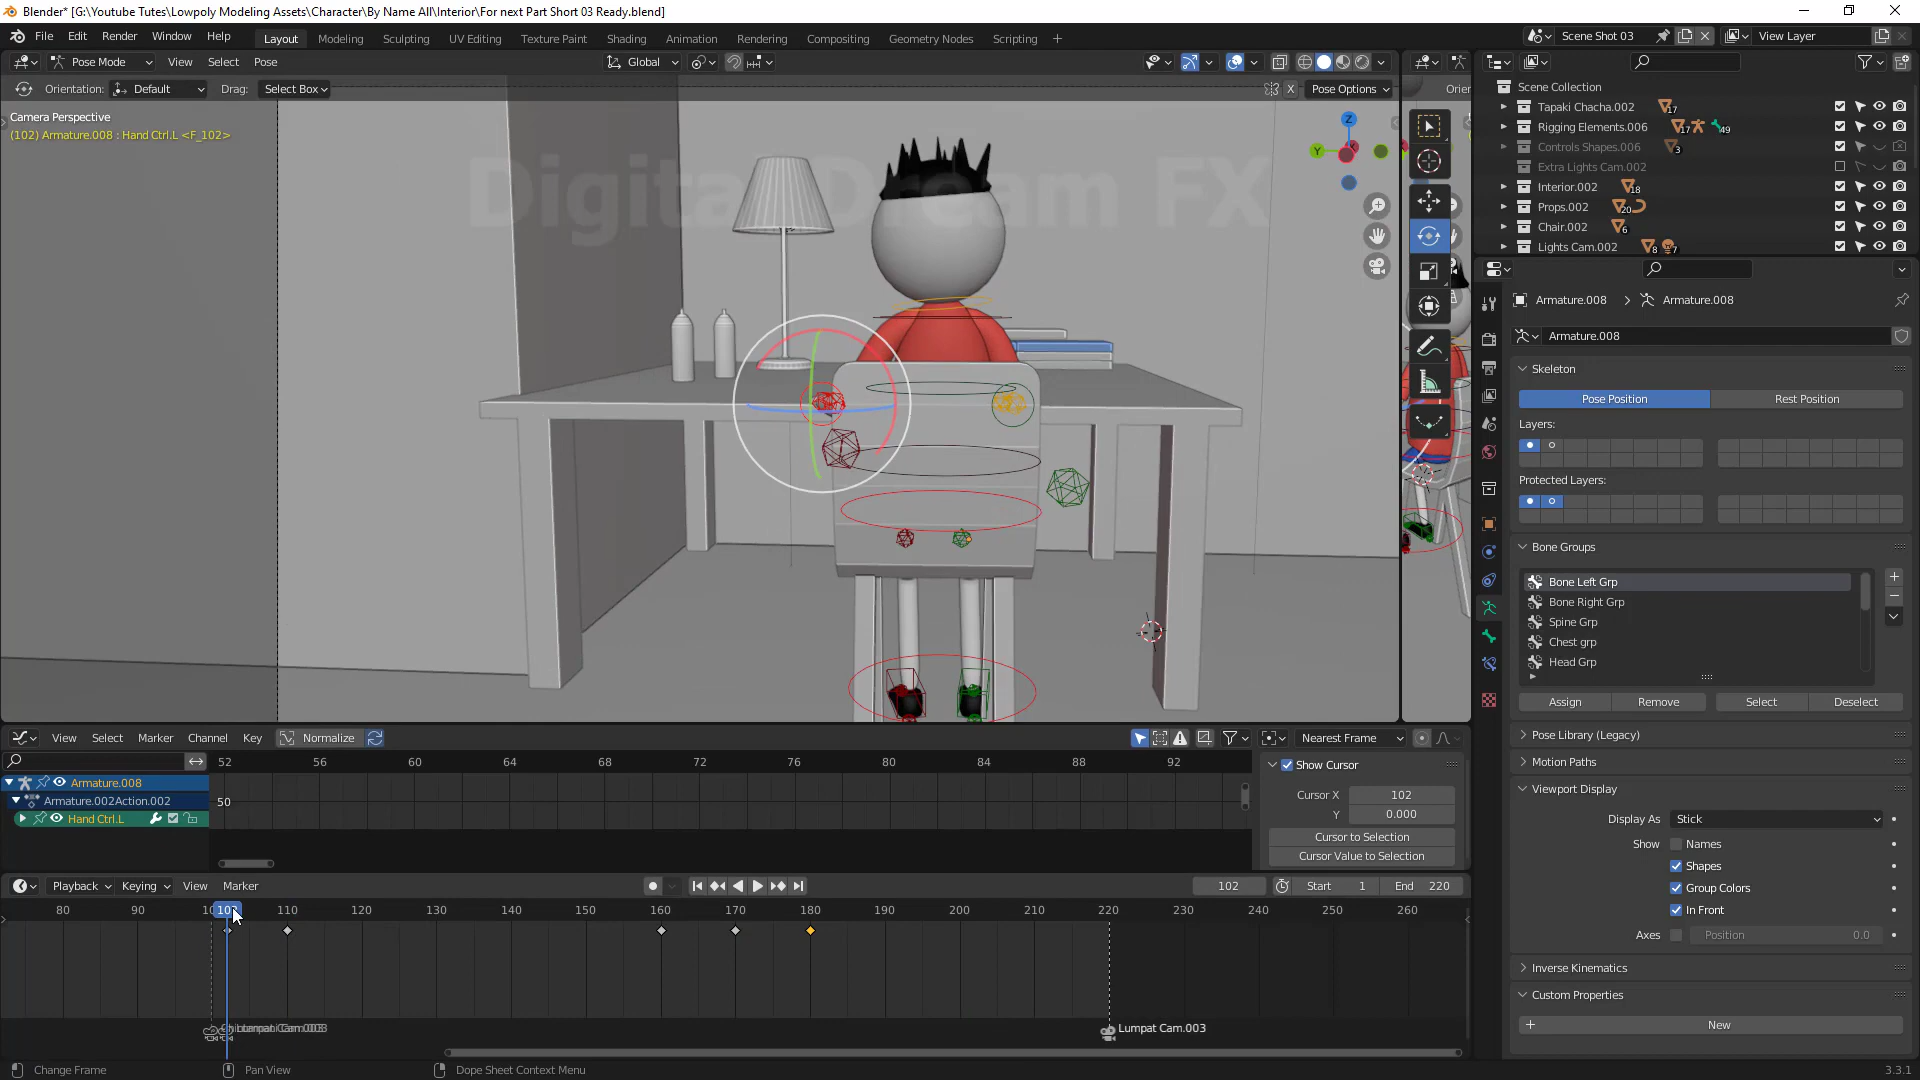 Blender* [G:\Youtube Tutes\Lowpoly Modeling Assets\Character\By Name All\Interior\For next Part Short 03 Ready.blend]
File Edit Render Window Help Layout Modeling Sculpting UV Editing Texture Paint Shading Animation Rendering Compositing Geometry Nodes Scripting + Scene Shot 03 View Layer
Pose Mode View Select Pose Global
Orientation: Default Drag: Select Box X Pose Options
Camera Perspective
(102) Armature.008 : Hand Ctrl.L <F_102>
Digital Dream FX
Z
Y
Scene Collection
Tapaki Chacha.002 17
Rigging Elements.006 17 49
Controls Shapes.006 3
Extra Lights Cam.002
Interior.002 18
Props.002 20
Chair.002 6
Lights Cam.002 8 7
Armature.008 > Armature.008
Armature.008
Skeleton
Pose Position Rest Position
Layers:
Protected Layers:
Bone Groups
Bone Left Grp
Bone Right Grp
Spine Grp
Chest grp
Head Grp
Assign Remove Select Deselect
Pose Library (Legacy)
Motion Paths
Viewport Display
Display As Stick
Show Names
Shapes
Group Colors
In Front
Axes Position 0.0
Inverse Kinematics
Custom Properties
New
View Select Marker Channel Key Normalize Nearest Frame
52 56 60 64 68 72 76 80 84 88 92
Armature.008
Armature.002Action.002
Hand Ctrl.L
50
Show Cursor
Cursor X 102
Y 0.000
Cursor to Selection
Cursor Value to Selection
Playback Keying View Marker 102 Start 1 End 220
80 90 102 110 120 130 140 150 160 170 180 190 200 210 220 230 240 250 260
Lumpat Cam.003
Change Frame Pan View Dope Sheet Context Menu 3.3.1